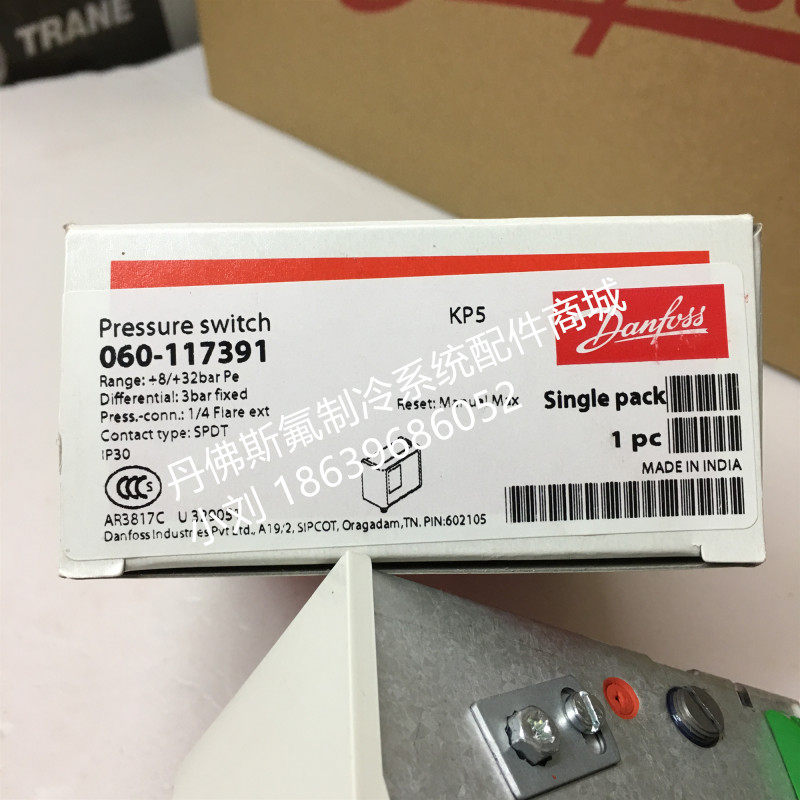 TRANE
Pressure switch
KP5
Danfoss
060-117391
Range: +8/+32bar Pe
Differential: 3bar fixed
Press.-conn.: 1/4 Flare ext
Reset: Manual Max
Single pack
Contact type: SPDT
1 pc
IP30
MADE IN INDIA
CCC S
AR3817C
Danfoss Industries Pvt Ltd., A19/2, SIPCOT, Oragadam,TN. PIN:602105
丹佛斯氟制冷系统配件商城
小刘 18639686052